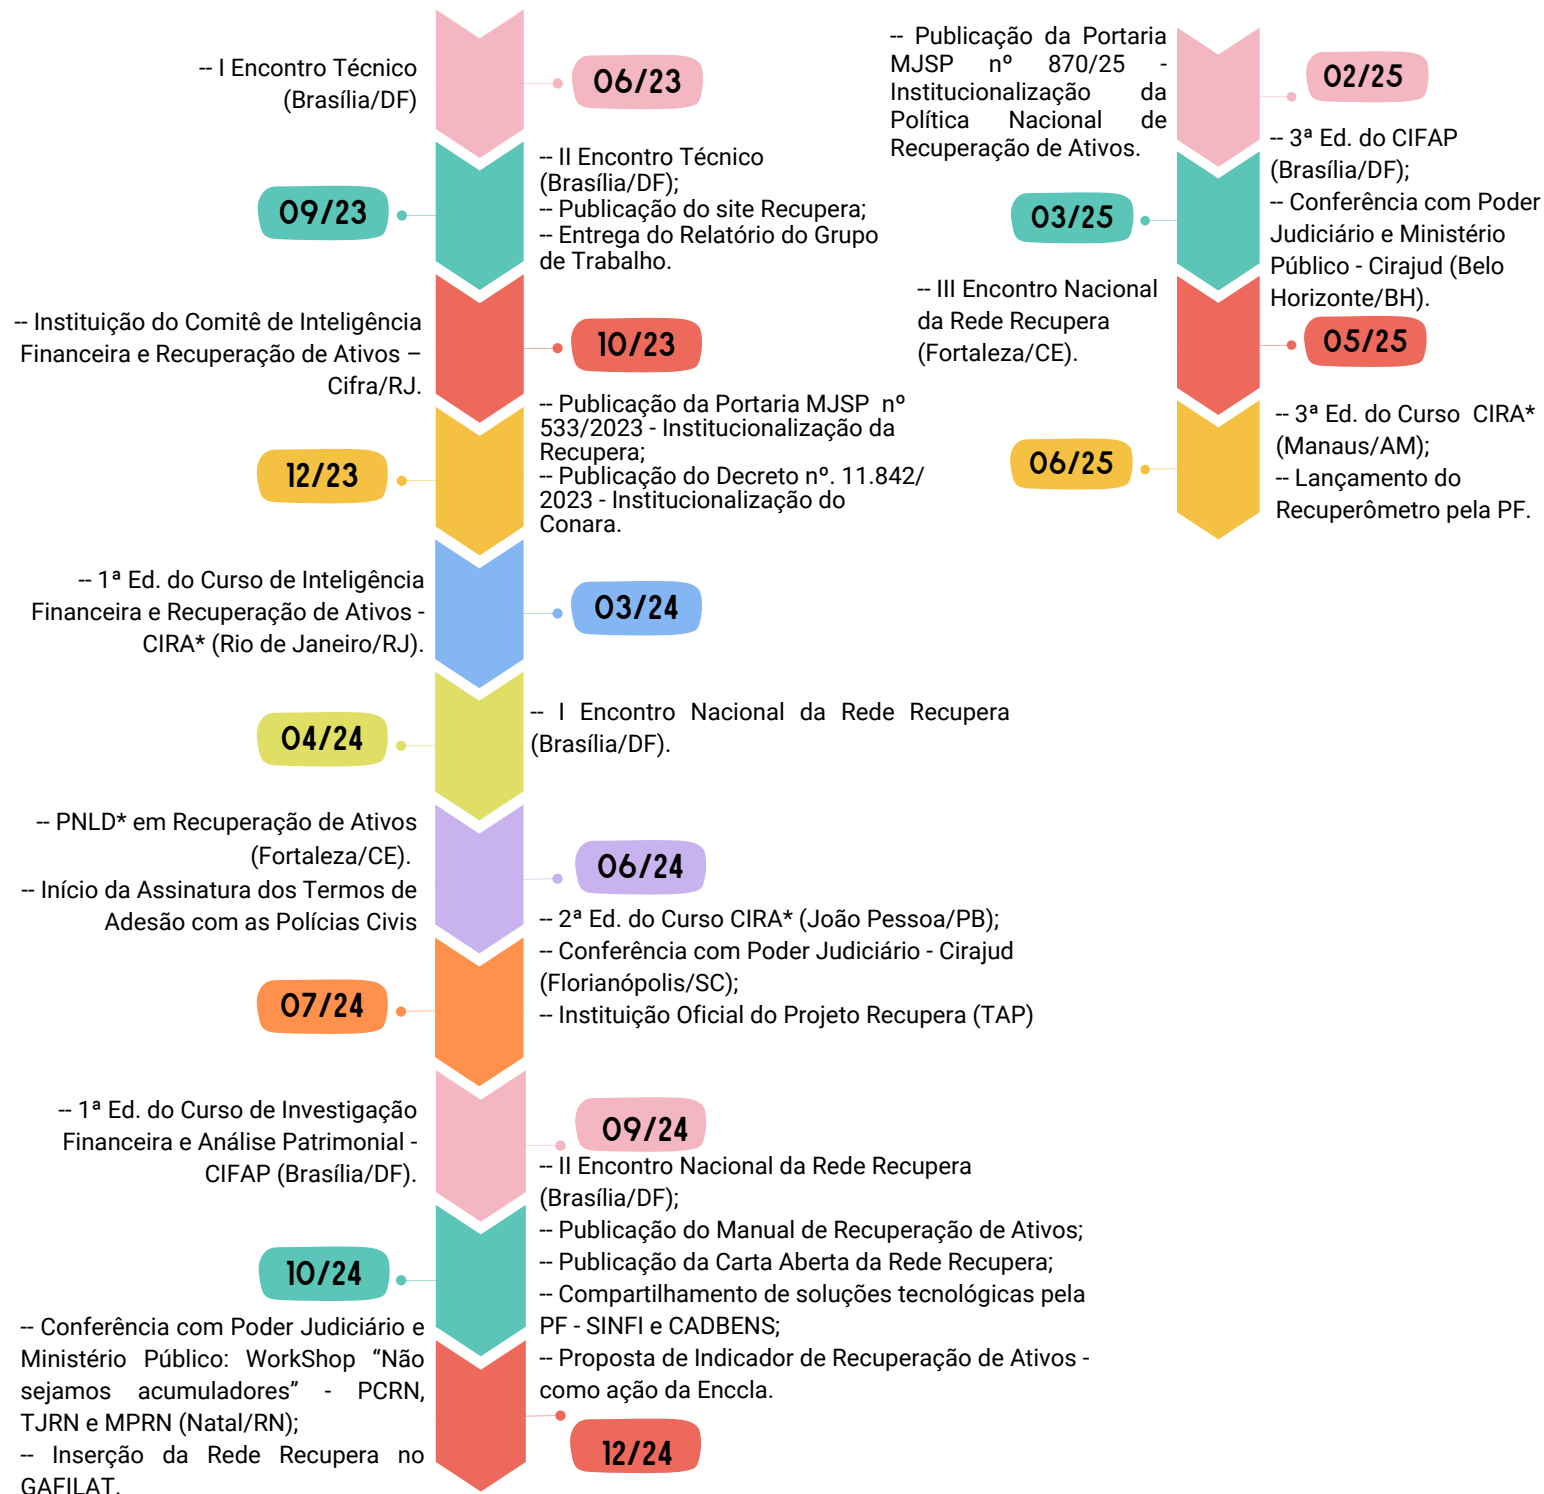 -- I Encontro Técnico
(Brasília/DF)
06/23
09/23
-- II Encontro Técnico
(Brasília/DF);
-- Publicação do site Recupera;
-- Entrega do Relatório do Grupo
de Trabalho.
-- Instituição do Comitê de Inteligência
Financeira e Recuperação de Ativos –
Cifra/RJ.
10/23
12/23
-- Publicação da Portaria MJSP nº
533/2023 - Institucionalização da
Recupera;
-- Publicação do Decreto nº. 11.842/
2023 - Institucionalização do
Conara.
-- 1ª Ed. do Curso de Inteligência
Financeira e Recuperação de Ativos -
CIRA* (Rio de Janeiro/RJ).
03/24
04/24
-- I Encontro Nacional da Rede Recupera
(Brasília/DF).
-- PNLD* em Recuperação de Ativos
(Fortaleza/CE).
-- Início da Assinatura dos Termos de
Adesão com as Polícias Civis
06/24
07/24
-- 2ª Ed. do Curso CIRA* (João Pessoa/PB);
-- Conferência com Poder Judiciário - Cirajud
(Florianópolis/SC);
-- Instituição Oficial do Projeto Recupera (TAP)
-- 1ª Ed. do Curso de Investigação
Financeira e Análise Patrimonial -
CIFAP (Brasília/DF).
09/24
10/24
-- II Encontro Nacional da Rede Recupera
(Brasília/DF);
-- Publicação do Manual de Recuperação de Ativos;
-- Publicação da Carta Aberta da Rede Recupera;
-- Compartilhamento de soluções tecnológicas pela
PF - SINFI e CADBENS;
-- Proposta de Indicador de Recuperação de Ativos -
como ação da Enccla.
-- Conferência com Poder Judiciário e
Ministério Público: WorkShop “Não
sejamos acumuladores” - PCRN,
TJRN e MPRN (Natal/RN);
-- Inserção da Rede Recupera no
GAFILAT.
12/24
-- Publicação da Portaria
MJSP nº 870/25 -
Institucionalização da
Política Nacional de
Recuperação de Ativos.
02/25
03/25
-- 3ª Ed. do CIFAP
(Brasília/DF);
-- Conferência com Poder
Judiciário e Ministério
Público - Cirajud (Belo
Horizonte/BH).
-- III Encontro Nacional
da Rede Recupera
(Fortaleza/CE).
05/25
06/25
-- 3ª Ed. do Curso CIRA*
(Manaus/AM);
-- Lançamento do
Recuperômetro pela PF.